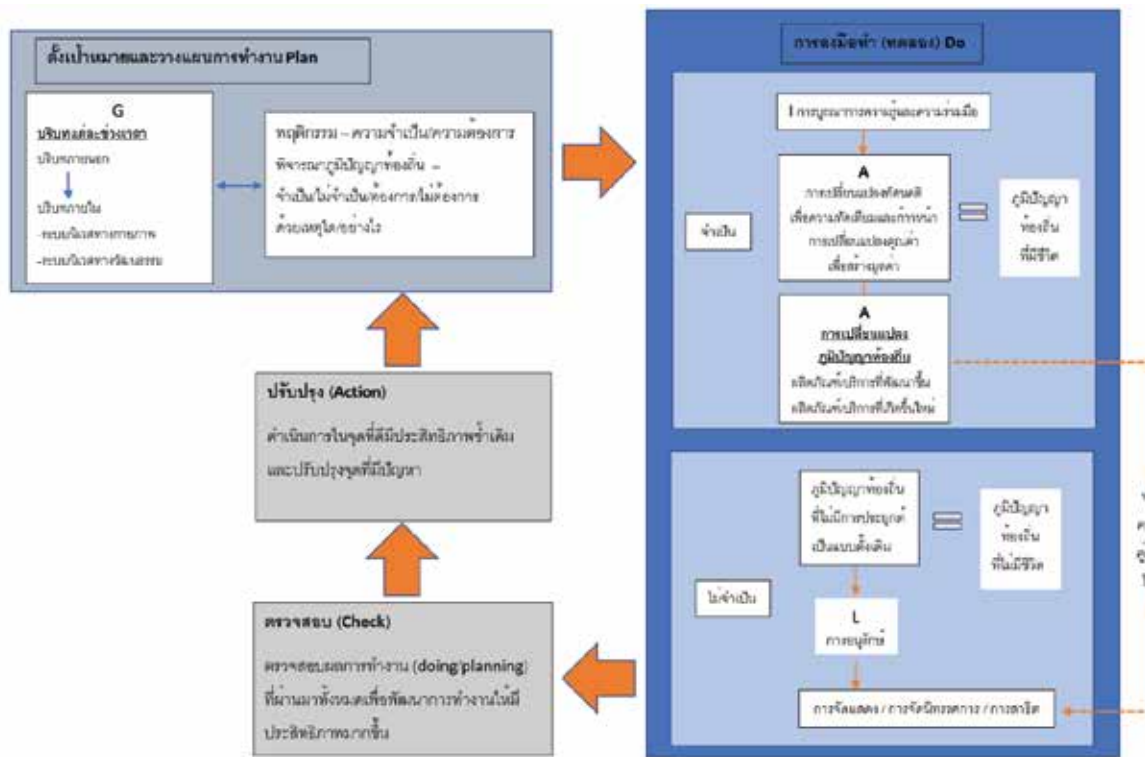 ตั้งเป้าหมายและวางแผนการทำงาน Plan
G
บริบทแต่ละช่วงเวลา
บริบทภายนอก
บริบทภายใน
-ระบบนิเวศทางกายภาพ
-ระบบนิเวศทางวัฒนธรรม
พฤติกรรม – ความจำเป็น/ความต้องการ
พิจารณาภูมิปัญญาท้องถิ่น –
จำเป็น/ไม่จำเป็น/ต้องการ/ไม่ต้องการ
ด้วยเหตุใด/อย่างไร
การลงมือทำ (ทดลอง) Do
I การบูรณาการความรู้และความร่วมมือ
จำเป็น
A
การเปลี่ยนแปลงทัศนคติ
เพื่อความทัดเทียมและก้าวหน้า
การเปลี่ยนแปลงคุณค่า
เพื่อสร้างมูลค่า
ภูมิปัญญา
ท้องถิ่น
ที่มีชีวิต
A
การเปลี่ยนแปลง
ภูมิปัญญาท้องถิ่น
ผลิตภัณฑ์/บริการที่พัฒนาขึ้น
ผลิตภัณฑ์/บริการที่เกิดขึ้นใหม่
ปรับปรุง (Action)
ดำเนินการในจุดที่ดีมีประสิทธิภาพซ้ำเดิม
และปรับปรุงจุดที่มีปัญหา
ภูมิปัญญาท้องถิ่น
ที่ไม่มีการประยุกต์
เป็นแบบดั้งเดิม
ภูมิปัญญา
ท้องถิ่น
ที่ไม่มีชีวิต
ไม่จำเป็น
L
การอนุรักษ์
การจัดแสดง / การจัดนิทรรศการ / การสาธิต
ตรวจสอบ (Check)
ตรวจสอบผลการทำงาน (doing/planning)
ที่ผ่านมาทั้งหมดเพื่อพัฒนาการทำงานให้มี
ประสิทธิภาพมากขึ้น